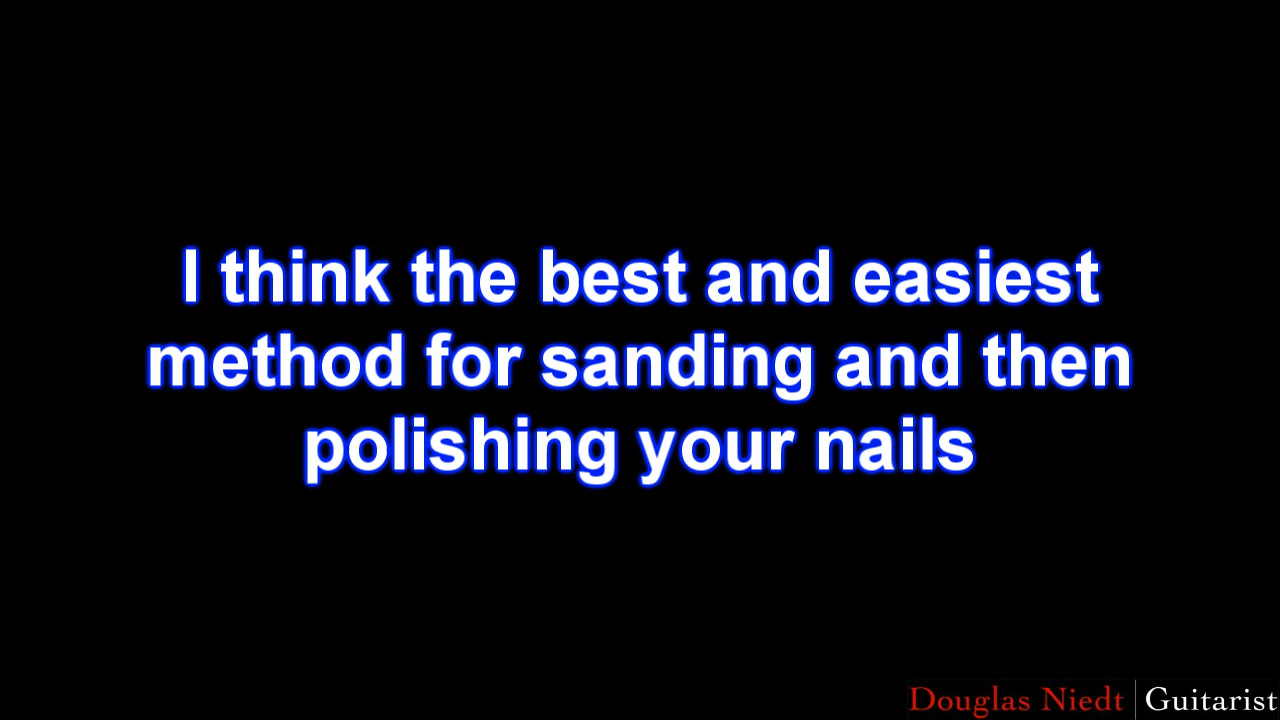 I think the best and easiest
method for sanding and then
polishing your nails
Douglas Niedt | Guitarist